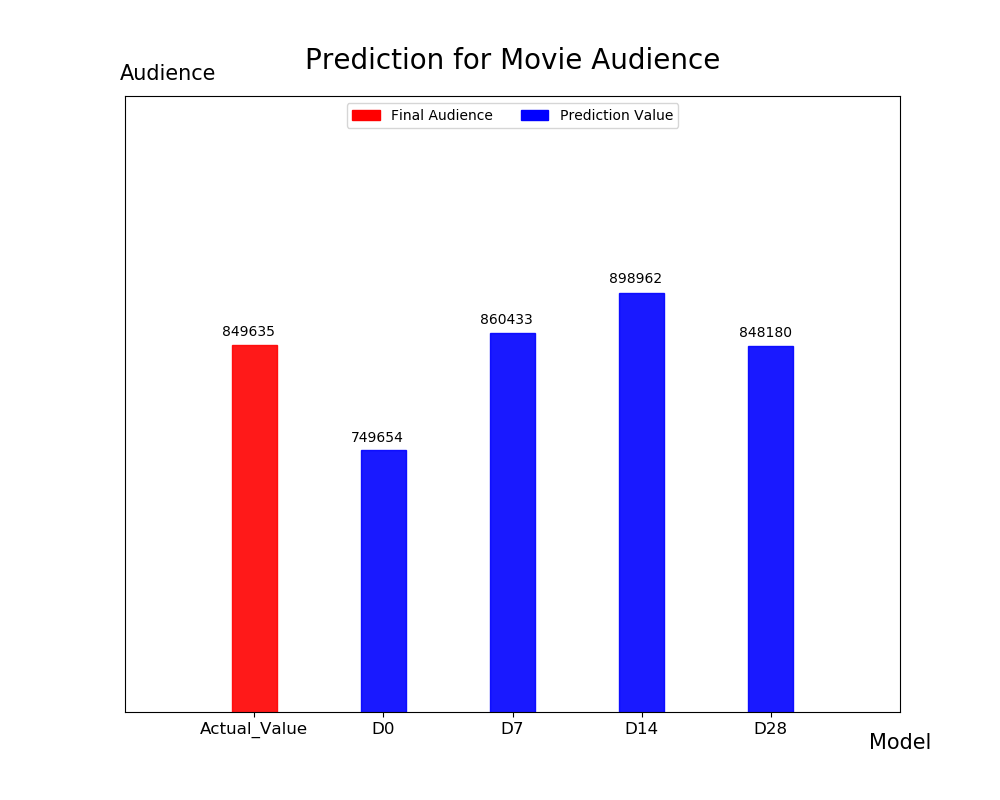 Prediction for Movie Audience
Audience
Final Audience
Prediction Value
849635
749654
860433
898962
848180
Actual_Value
D0
D7
D14
D28
Model